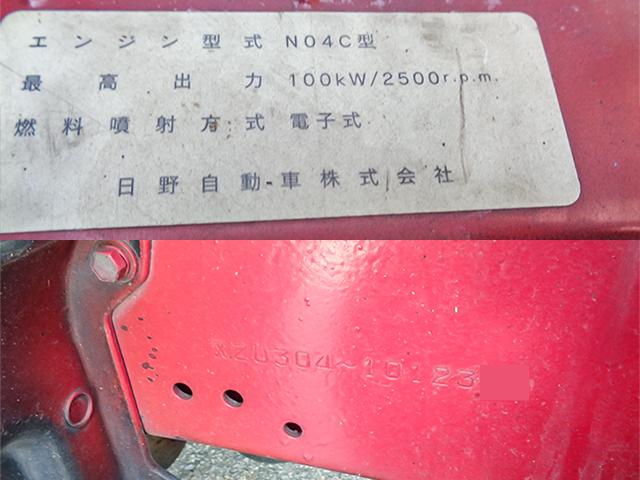 エンジン型式 N04C型
最高出力 100kW/2500r.p.m.
燃料噴射方式 電子式
日野自動車株式会社
XZU304-10123